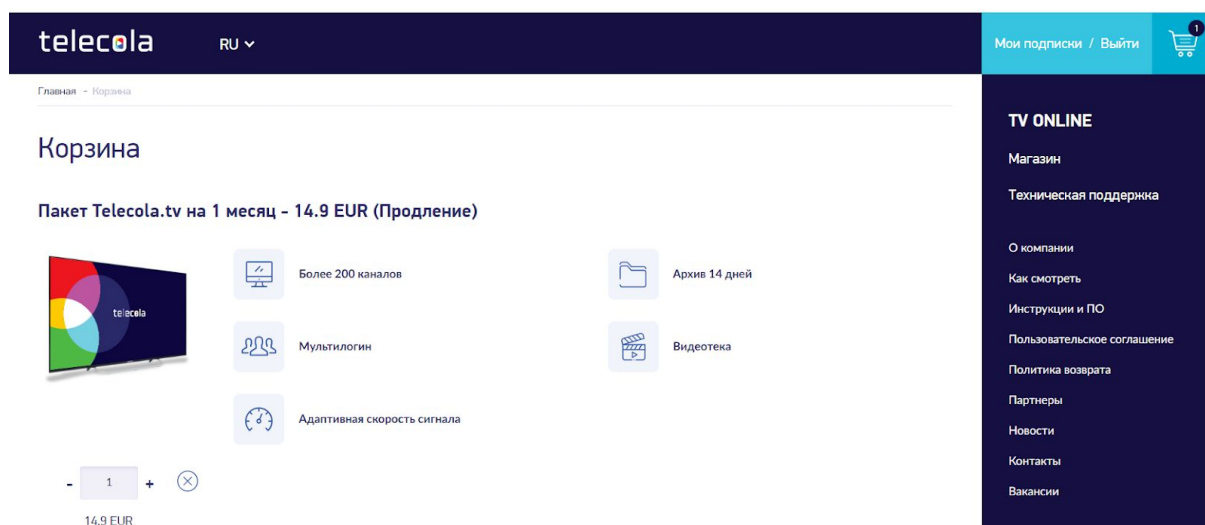 telecola
RU
Мои подписки / Выйти
1
Главная - Корзина
Корзина
Пакет Telecola.tv на 1 месяц - 14.9 EUR (Продление)
telecola
Более 200 каналов
Архив 14 дней
Мультилогин
Видеотека
Адаптивная скорость сигнала
- 1 +
14.9 EUR
TV ONLINE
Магазин
Техническая поддержка
О компании
Как смотреть
Инструкции и ПО
Пользовательское соглашение
Политика возврата
Партнеры
Новости
Контакты
Вакансии